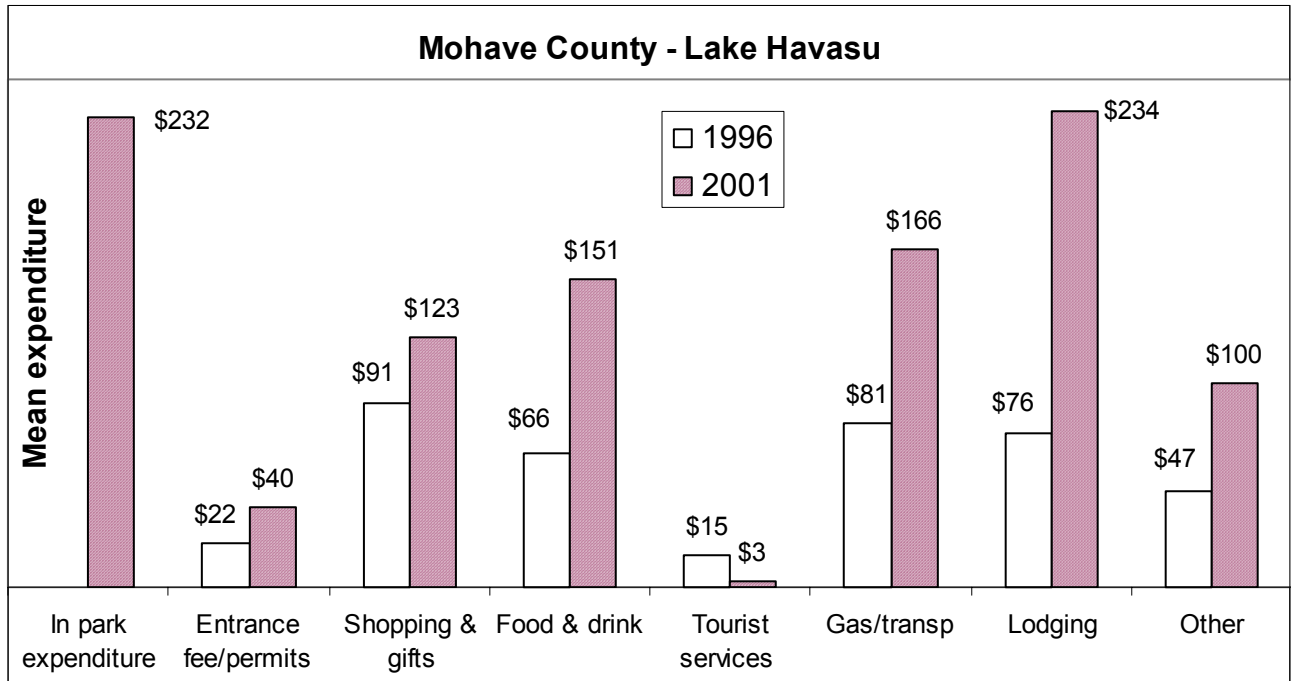 Mohave County - Lake Havasu
Mean expenditure
1996
2001
$232
$22
$40
$91
$123
$66
$151
$15
$3
$81
$166
$76
$234
$47
$100
In park
expenditure
Entrance
fee/permits
Shopping &
gifts
Food & drink
Tourist
services
Gas/transp
Lodging
Other